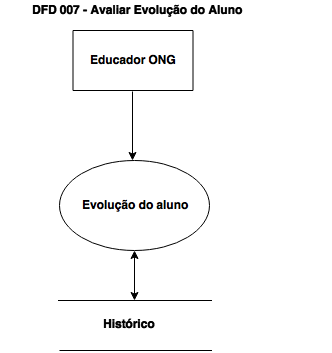 DFD 007 - Avaliar Evolução do Aluno
Educador ONG
Evolução do aluno
Histórico